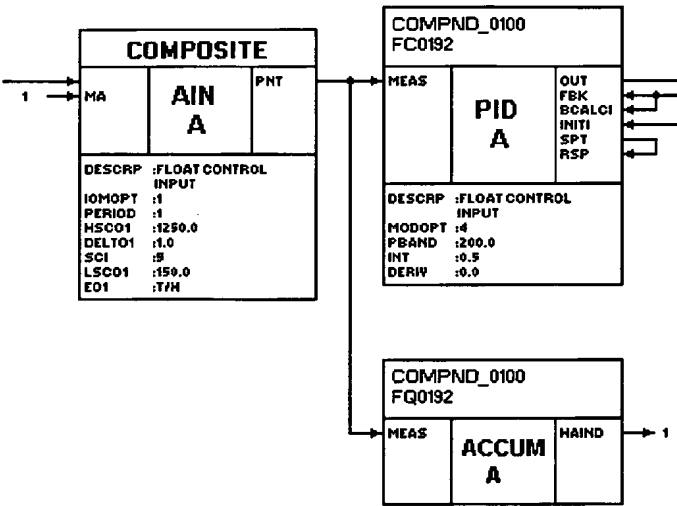 COMPOSITE
1
MA
AIN
A
PNT
DESCRP :FLOAT CONTROL
INPUT
IOMOPT :1
PERIOD :1
HSCO1 :1250.0
DELTO1 :1.0
SCI :5
LSCO1 :150.0
EO1 :T/H
COMPND_0100
FC0192
MEAS
PID
A
OUT
FBK
BCALCI
INITI
SPT
RSP
DESCRP :FLOAT CONTROL
INPUT
MODOPT :4
PBAND :200.0
INT :0.5
DERIV :0.0
COMPND_0100
FQ0192
MEAS
ACCUM
A
HAIND
1